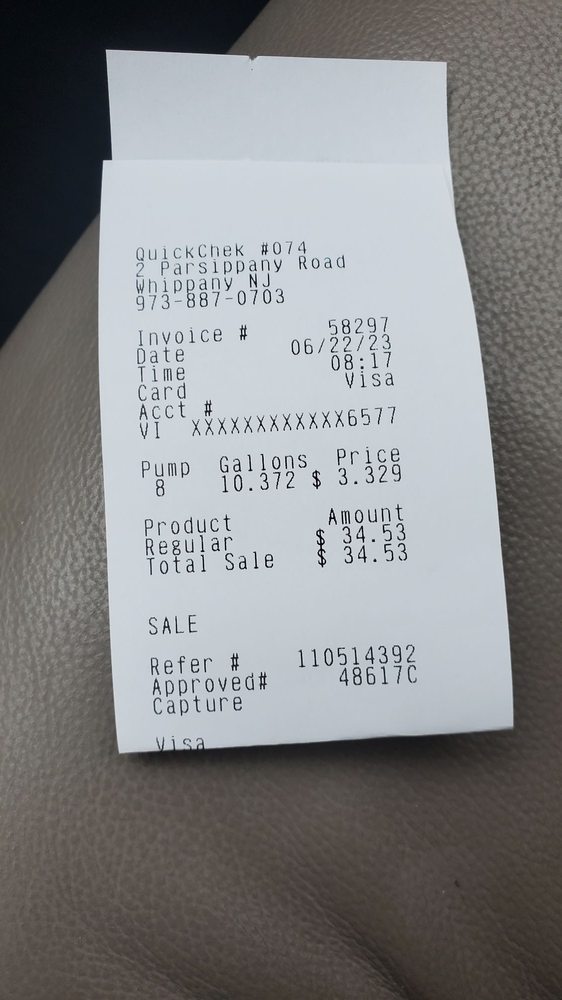 QuickChek #074
2 Parsippany Road
Whippany NJ
973-887-0703
Invoice # 58297
Date 06/22/23
Time 08:17
Card Visa
Acct #
VI XXXXXXXXXXXX6577
Pump Gallons Price
8 10.372 $ 3.329
Product Amount
Regular $ 34.53
Total Sale $ 34.53
SALE
Refer # 110514392
Approved# 48617C
Capture
Visa